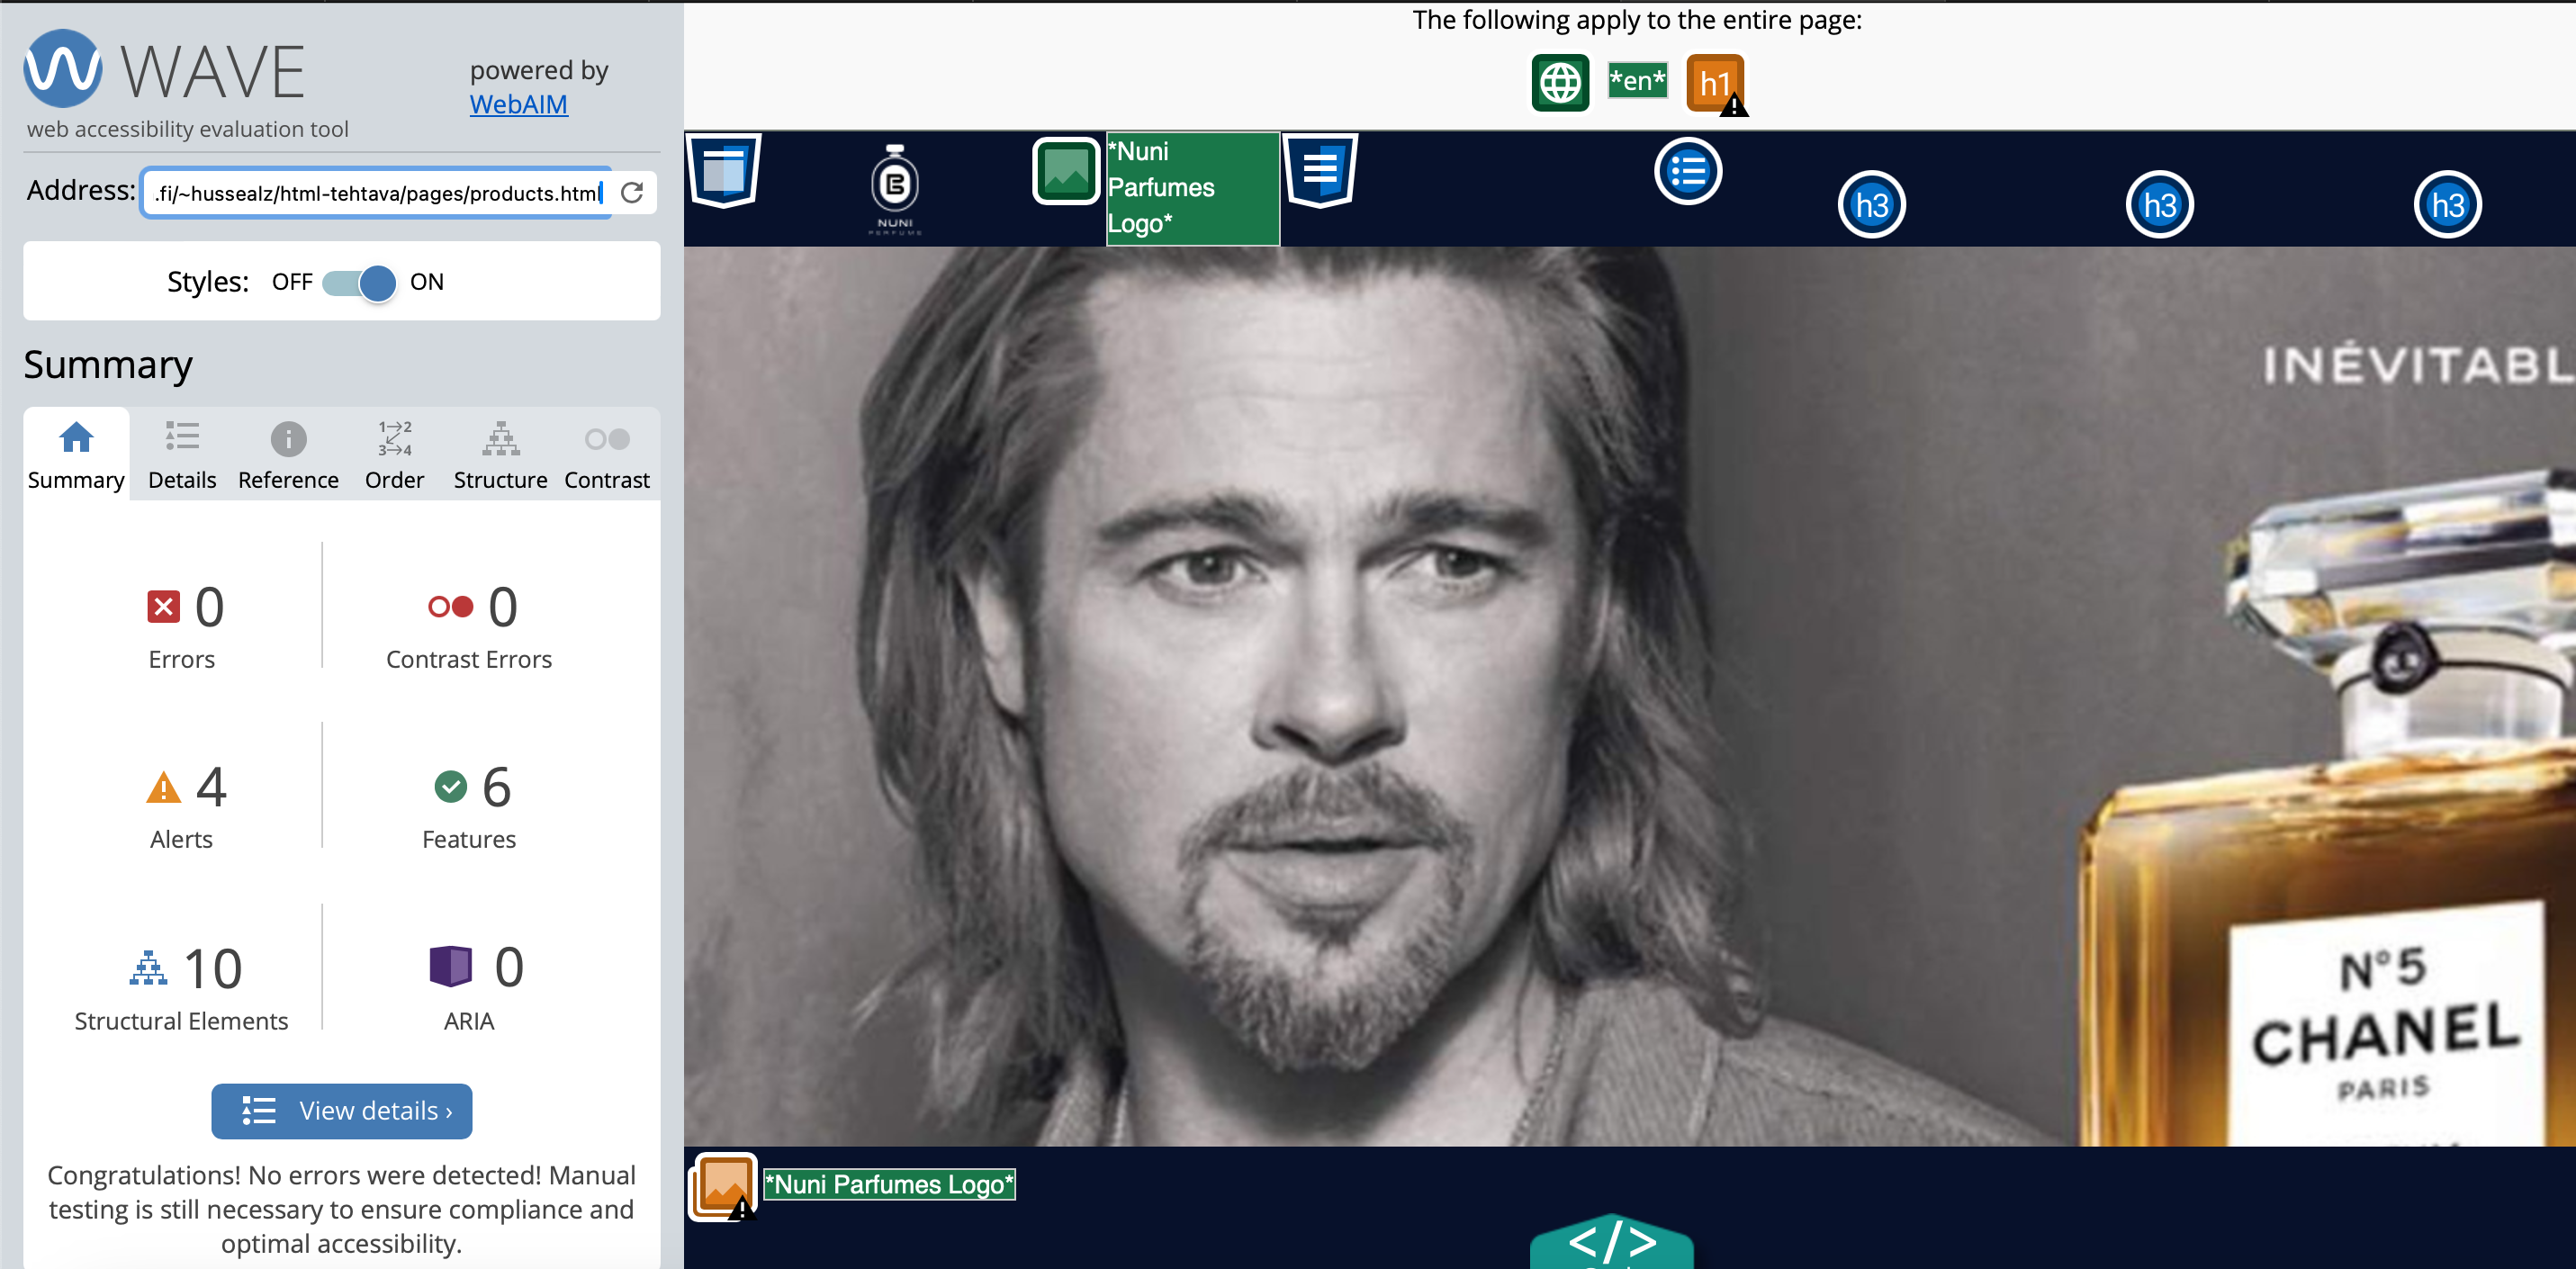 WAVE
powered by
WebAIM
web accessibility evaluation tool
Address: .fi/~hussealz/html-tehtava/pages/products.html
Styles: OFF ON
Summary
1→2
3→4
Summary Details Reference Order Structure Contrast
0 0
Errors Contrast Errors
4 6
Alerts Features
10 0
Structural Elements ARIA
View details ›
Congratulations! No errors were detected! Manual
testing is still necessary to ensure compliance and
optimal accessibility.
The following apply to the entire page:
*en* h1
NUNI
PERFUME
*Nuni
Parfumes
Logo*
h3 h3 h3
INÉVITABL
N°5
CHANEL
PARIS
*Nuni Parfumes Logo*
</>